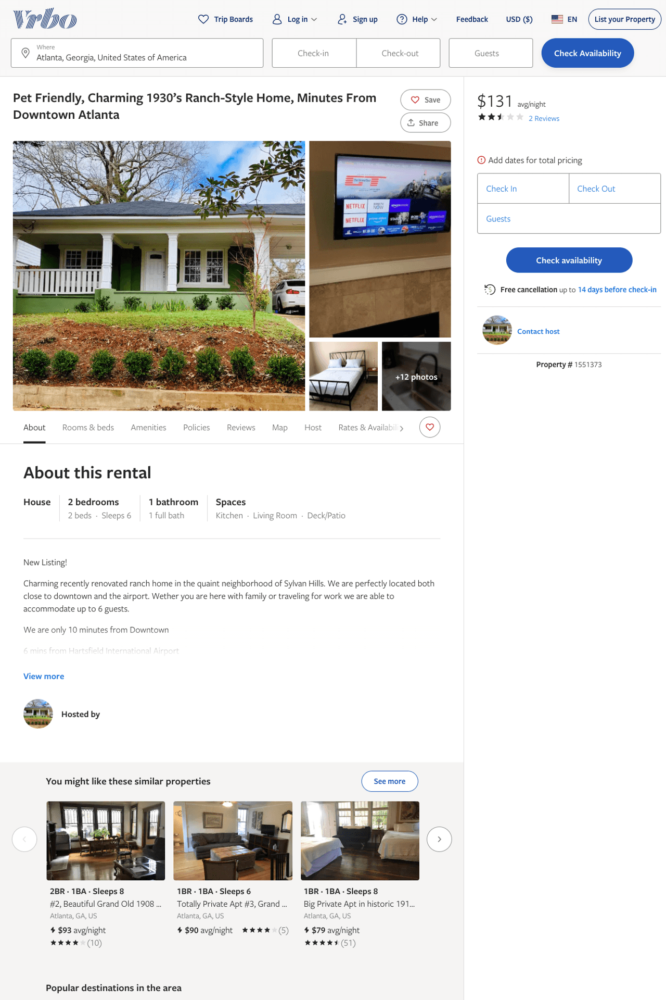 Vrbo
Trip Boards
Log in
Sign up
Help
Feedback
USD ($)
EN
List your Property
Where
Atlanta, Georgia, United States of America
Check-in
Check-out
Guests
Check Availability
Pet Friendly, Charming 1930's Ranch-Style Home, Minutes From
Downtown Atlanta
Save
Share
$131 avg/night
2 Reviews
Add dates for total pricing
Check In
Check Out
Guests
Check availability
Free cancellation up to 14 days before check-in
Contact host
Property # 1551373
NETFLIX
DIRECTV
NOW
NETFLIX
prime video
STARZ
CBS
NFL ON CBS
+12 photos
About
Rooms & beds
Amenities
Policies
Reviews
Map
Host
Rates & Availabili
About this rental
House
2 bedrooms
2 beds · Sleeps 6
1 bathroom
1 full bath
Spaces
Kitchen · Living Room · Deck/Patio
New Listing!
Charming recently renovated ranch home in the quaint neighborhood of Sylvan Hills. We are perfectly located both
close to downtown and the airport. Wether you are here with family or traveling for work we are able to
accommodate up to 6 guests.
We are only 10 minutes from Downtown
6 mins from Hartsfield International Airport
View more
Hosted by
You might like these similar properties
See more
2BR · 1BA · Sleeps 8
#2, Beautiful Grand Old 1908 ...
Atlanta, GA, US
$93 avg/night
(10)
1BR · 1BA · Sleeps 6
Totally Private Apt #3, Grand ...
Atlanta, GA, US
$90 avg/night
(5)
1BR · 1BA · Sleeps 8
Big Private Apt in historic 191...
Atlanta, GA, US
$79 avg/night
(51)
Popular destinations in the area